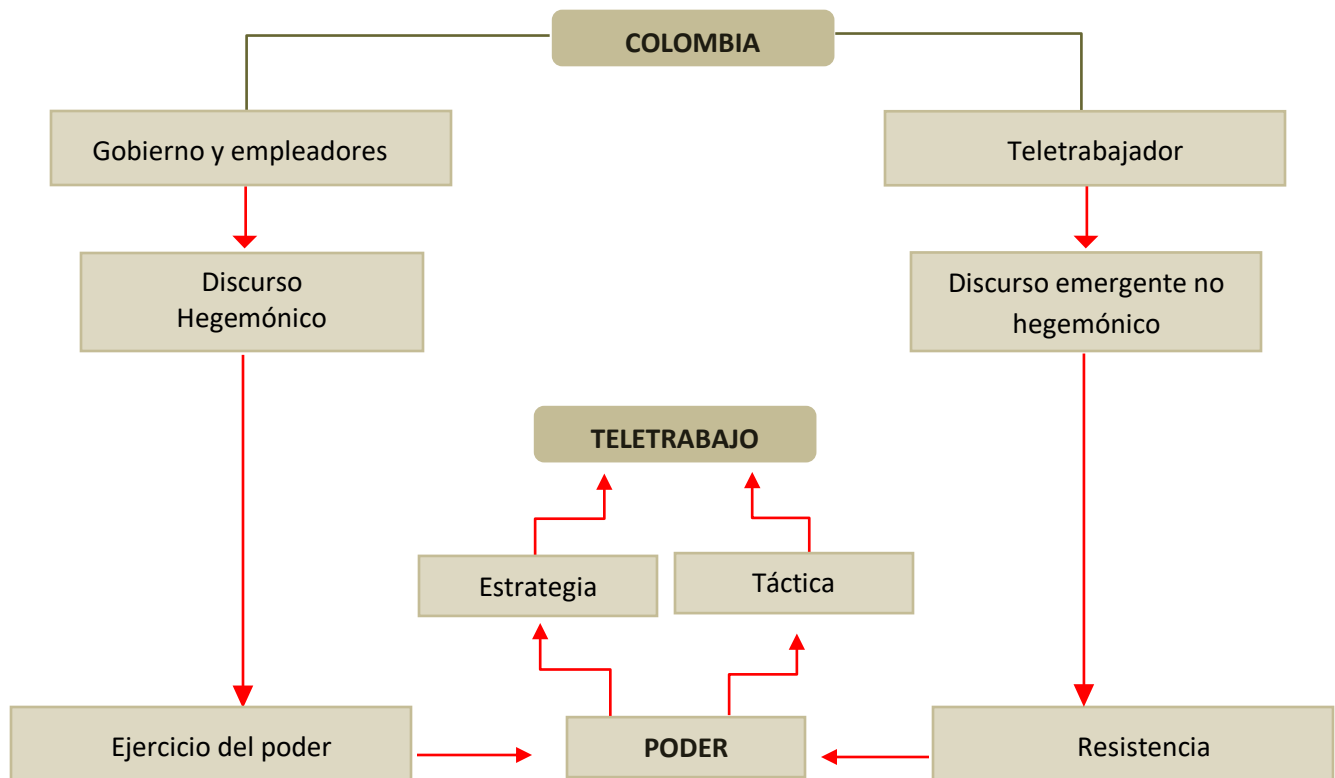 COLOMBIA
Gobierno y empleadores
Teletrabajador
Discurso
Hegemónico
Discurso emergente no
hegemónico
TELETRABAJO
Estrategia
Táctica
Ejercicio del poder
PODER
Resistencia